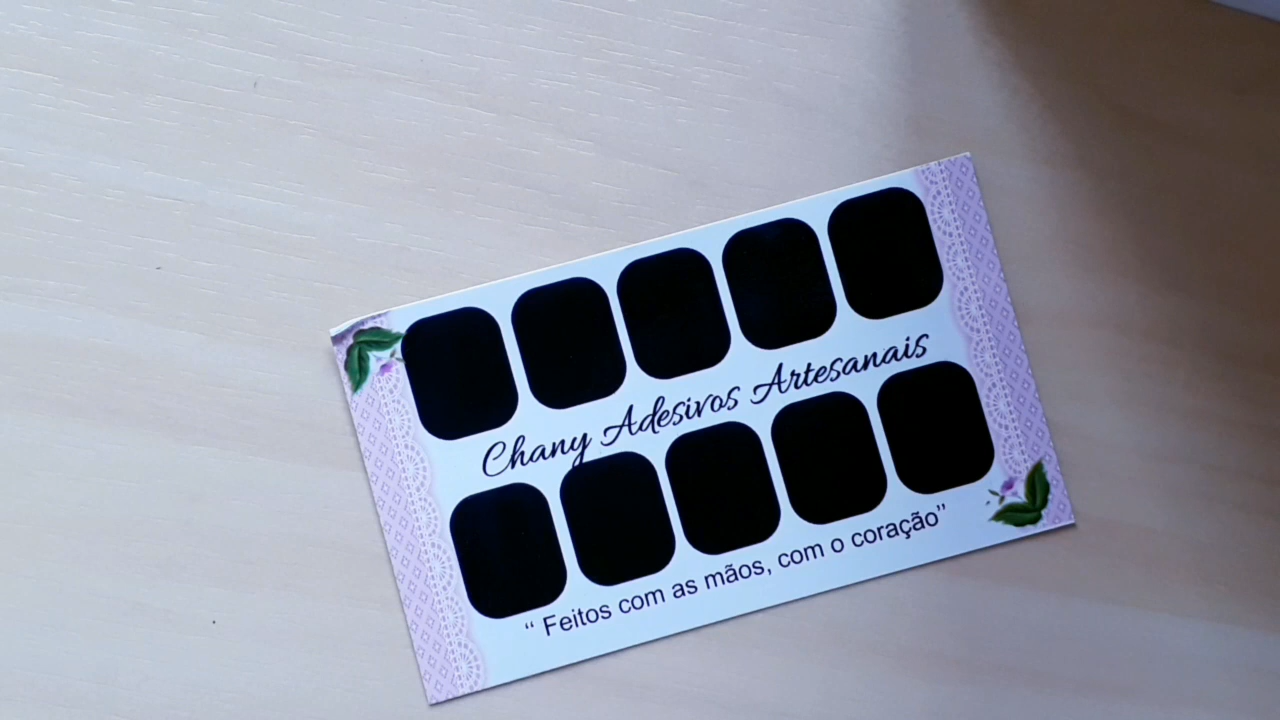 Chany Adesivos Artesanais
“ Feitos com as mãos, com o coração”